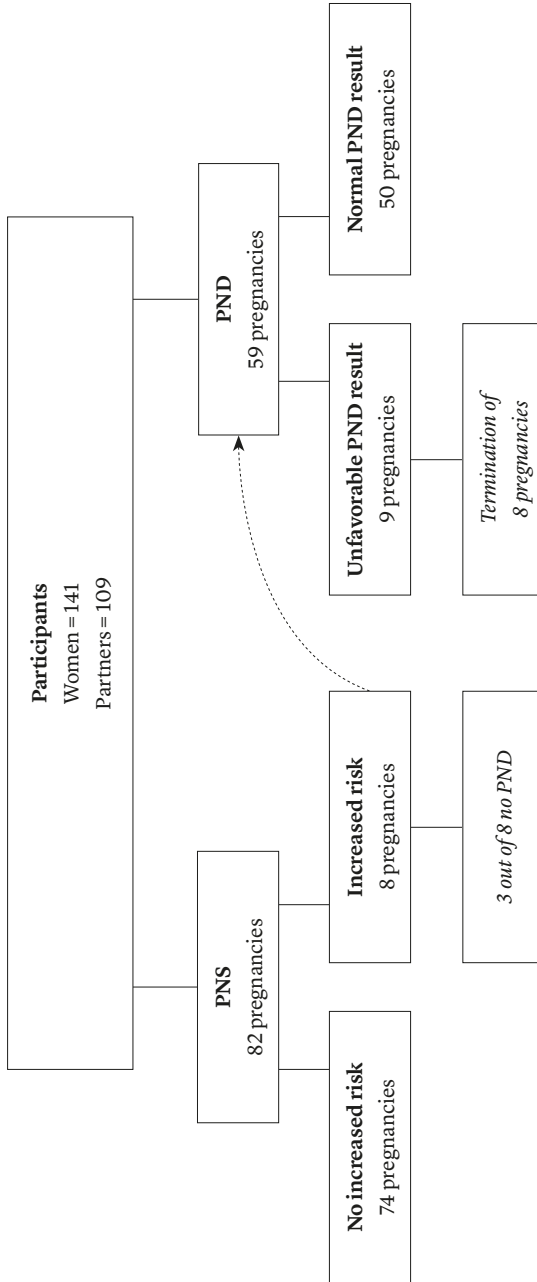 Participants
Women = 141
Partners = 109
PNS
82 pregnancies
PND
59 pregnancies
No increased risk
74 pregnancies
Increased risk
8 pregnancies
Unfavorable PND result
9 pregnancies
Normal PND result
50 pregnancies
3 out of 8 no PND
Termination of
8 pregnancies